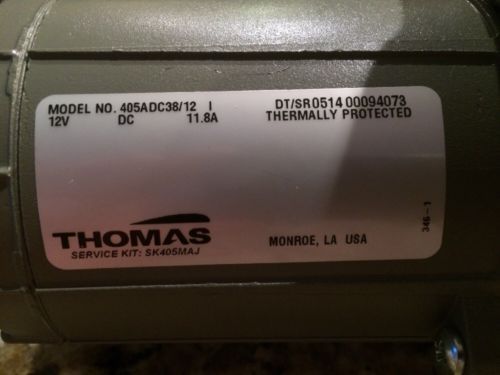 MODEL NO. 405ADC38/12 I
12V DC 11.8A
DT/SR0514 00094073
THERMALLY PROTECTED
346-1
THOMAS
SERVICE KIT: SK405MAJ
MONROE, LA USA